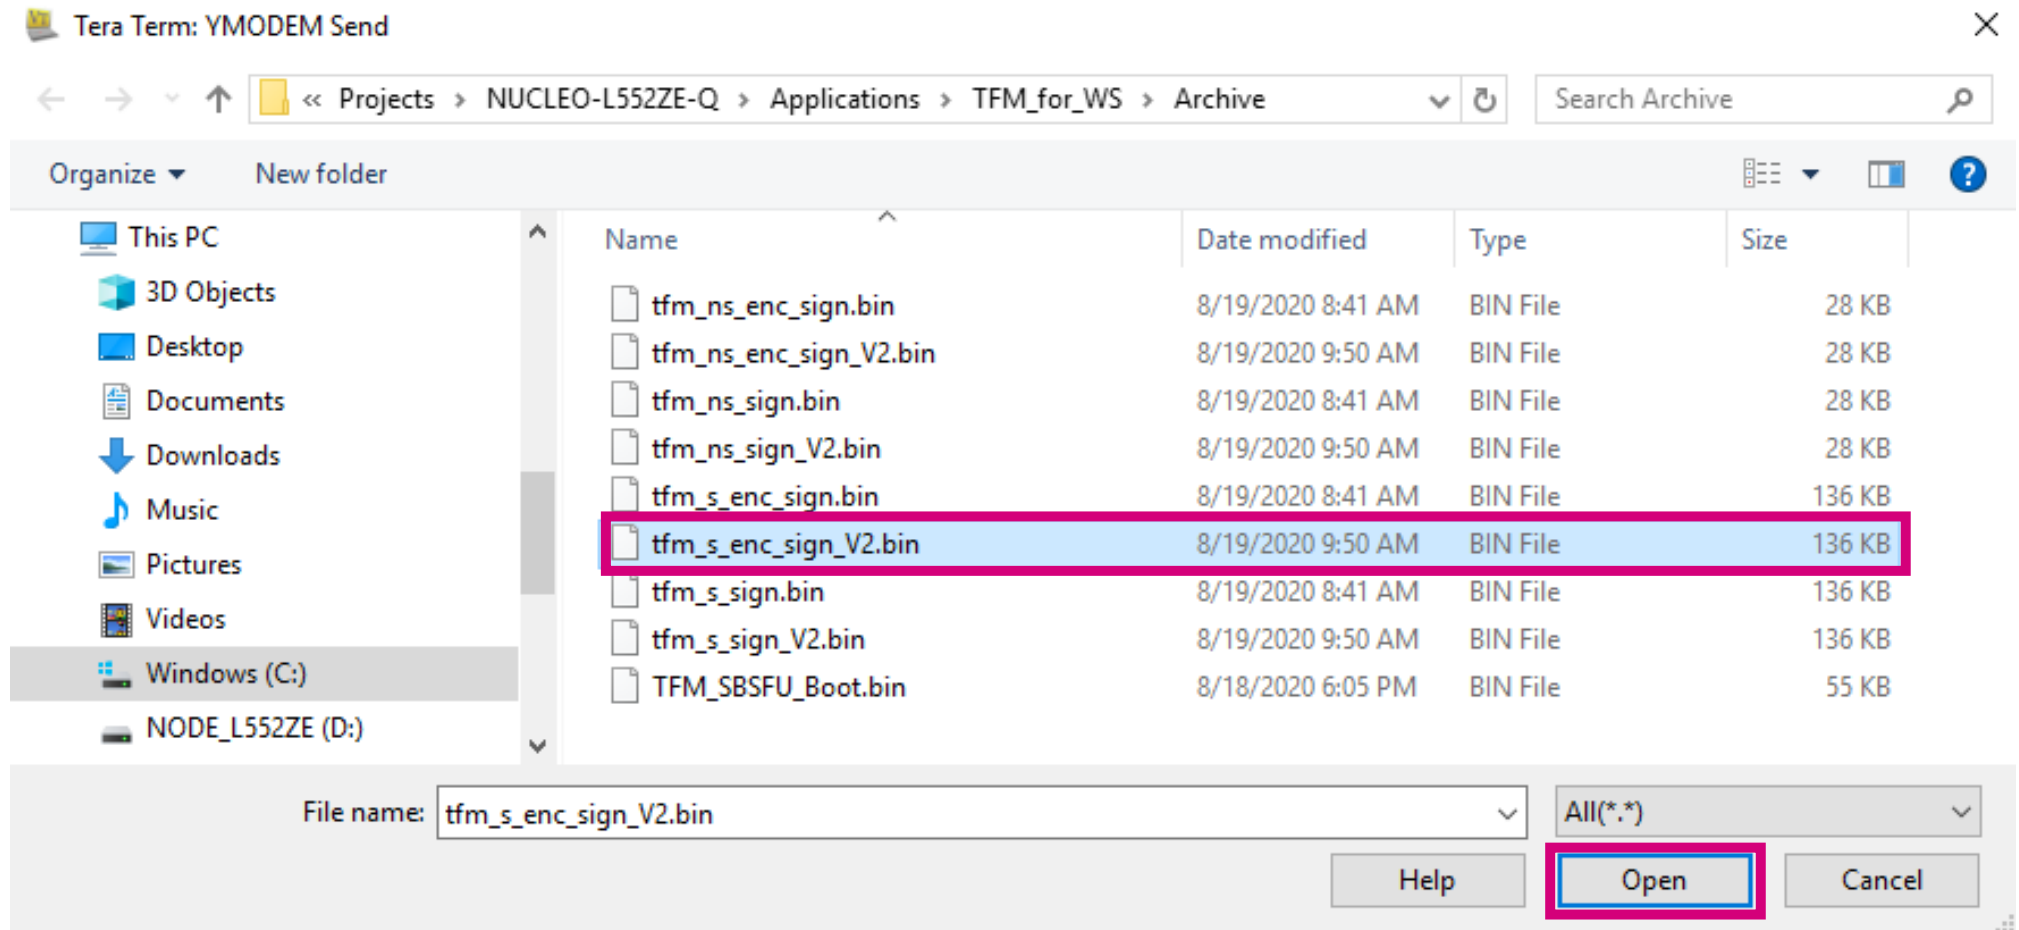 Tera Term: YMODEM Send
« Projects > NUCLEO-L552ZE-Q > Applications > TFM_for_WS > Archive
Search Archive
Organize New folder
This PC
3D Objects
Desktop
Documents
Downloads
Music
Pictures
Videos
Windows (C:)
NODE_L552ZE (D:)
Name Date modified Type Size
tfm_ns_enc_sign.bin 8/19/2020 8:41 AM BIN File 28 KB
tfm_ns_enc_sign_V2.bin 8/19/2020 9:50 AM BIN File 28 KB
tfm_ns_sign.bin 8/19/2020 8:41 AM BIN File 28 KB
tfm_ns_sign_V2.bin 8/19/2020 9:50 AM BIN File 28 KB
tfm_s_enc_sign.bin 8/19/2020 8:41 AM BIN File 136 KB
tfm_s_enc_sign_V2.bin 8/19/2020 9:50 AM BIN File 136 KB
tfm_s_sign.bin 8/19/2020 8:41 AM BIN File 136 KB
tfm_s_sign_V2.bin 8/19/2020 9:50 AM BIN File 136 KB
TFM_SBSFU_Boot.bin 8/18/2020 6:05 PM BIN File 55 KB
File name: tfm_s_enc_sign_V2.bin All(*.*)
Help Open Cancel